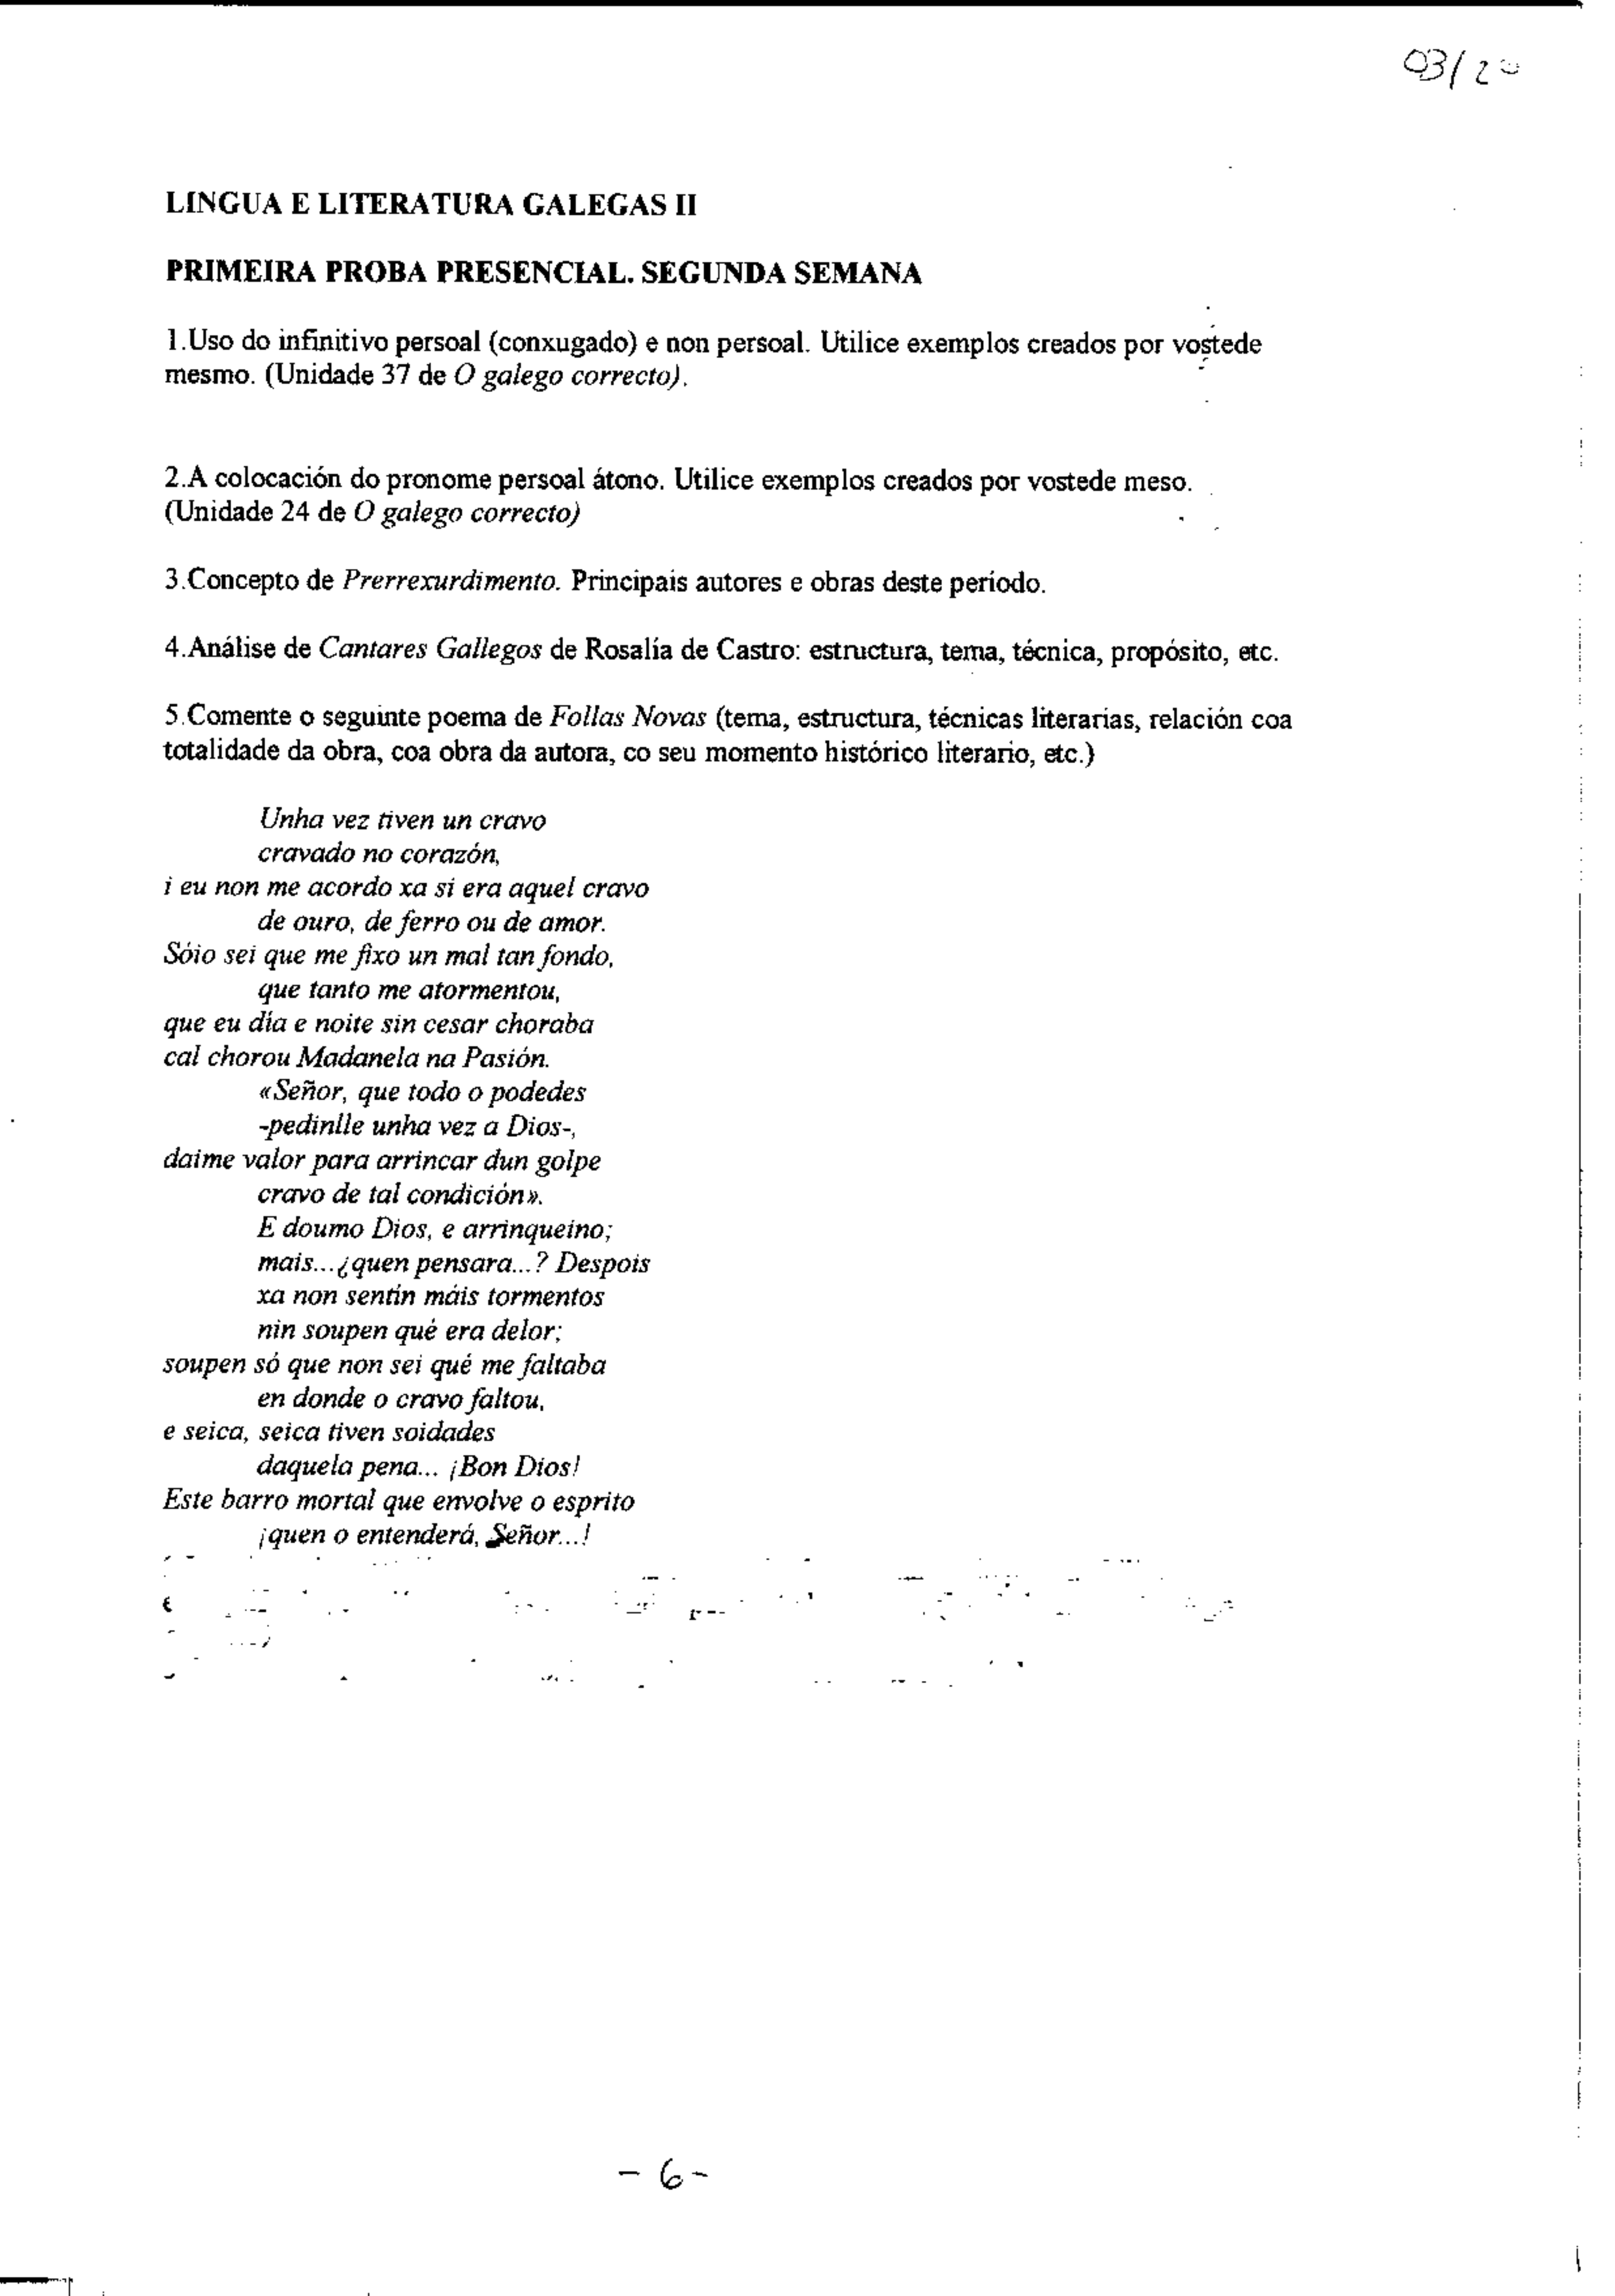 03/20
LINGUA E LITERATURA GALEGAS II
PRIMEIRA PROBA PRESENCIAL. SEGUNDA SEMANA
1.Uso do infinitivo persoal (conxugado) e non persoal. Utilice exemplos creados por vostede
mesmo. (Unidade 37 de O galego correcto).
2.A colocación do pronome persoal átono. Utilice exemplos creados por vostede meso.
(Unidade 24 de O galego correcto)
3.Concepto de Prerrexurdimento. Principais autores e obras deste período.
4.Análise de Cantares Gallegos de Rosalía de Castro: estructura, tema, técnica, propósito, etc.
5.Comente o seguinte poema de Follas Novas (tema, estructura, técnicas literarias, relación coa
totalidade da obra, coa obra da autora, co seu momento histórico literario, etc.)
Unha vez tiven un cravo
cravado no corazón,
i eu non me acordo xa si era aquel cravo
de ouro, de ferro ou de amor.
Sóio sei que me fixo un mal tan fondo,
que tanto me atormentou,
que eu día e noite sin cesar choraba
cal chorou Madanela na Pasión.
«Señor, que todo o podedes
-pedinlle unha vez a Dios-,
daime valor para arrincar dun golpe
cravo de tal condición».
E doumo Dios, e arrinqueino;
mais...¿quen pensara...? Despois
xa non sentín máis tormentos
nin soupen qué era delor;
soupen só que non sei qué me faltaba
en donde o cravo faltou,
e seica, seica tiven soidades
daquela pena... ¡Bon Dios!
Este barro mortal que envolve o esprito
¡quen o entenderá, Señor...!
- 6 -